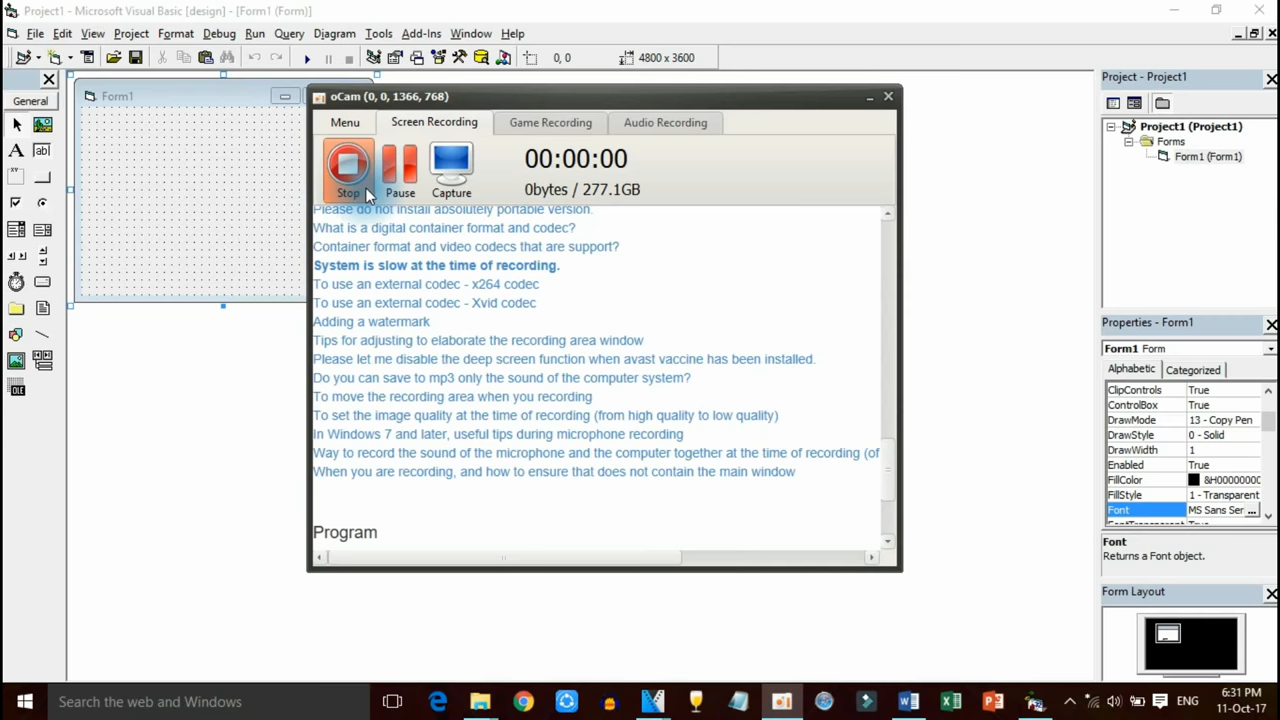 Project1 - Microsoft Visual Basic [design] - [Form1 (Form)]
File Edit View Project Format Debug Run Query Diagram Tools Add-Ins Window Help
0, 0 4800 x 3600
General
Form1
oCam (0, 0, 1366, 768)
Menu Screen Recording Game Recording Audio Recording
Stop Pause Capture
00:00:00
0bytes / 277.1GB
Please do not install absolutely portable version.
What is a digital container format and codec?
Container format and video codecs that are support?
System is slow at the time of recording.
To use an external codec - x264 codec
To use an external codec - Xvid codec
Adding a watermark
Tips for adjusting to elaborate the recording area window
Please let me disable the deep screen function when avast vaccine has been installed.
Do you can save to mp3 only the sound of the computer system?
To move the recording area when you recording
To set the image quality at the time of recording (from high quality to low quality)
In Windows 7 and later, useful tips during microphone recording
Way to record the sound of the microphone and the computer together at the time of recording (of
When you are recording, and how to ensure that does not contain the main window
Program
Project - Project1
Project1 (Project1)
Forms
Form1 (Form1)
Properties - Form1
Form1 Form
Alphabetic Categorized
ClipControls True
ControlBox True
DrawMode 13 - Copy Pen
DrawStyle 0 - Solid
DrawWidth 1
Enabled True
FillColor &H00000000
FillStyle 1 - Transparent
Font MS Sans Ser ...
Font
Returns a Font object.
Form Layout
Search the web and Windows
ENG
6:31 PM
11-Oct-17